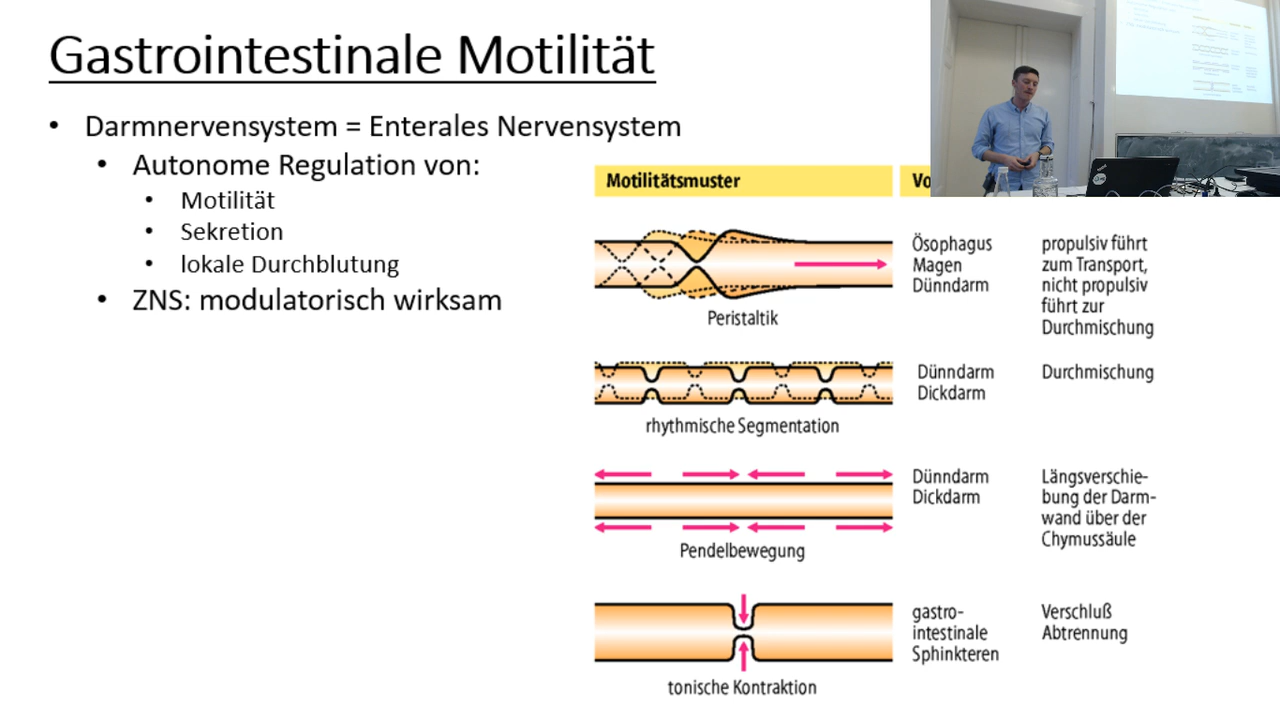 Gastrointestinale Motilität
• Darmnervensystem = Enterales Nervensystem
• Autonome Regulation von:
• Motilität
• Sekretion
• lokale Durchblutung
• ZNS: modulatorisch wirksam
Motilitätsmuster
Peristaltik
Ösophagus
Magen
Dünndarm
propulsiv führt
zum Transport,
nicht propulsiv
führt zur
Durchmischung
rhythmische Segmentation
Dünndarm
Dickdarm
Durchmischung
Pendelbewegung
Dünndarm
Dickdarm
Längsverschie-
bung der Darm-
wand über der
Chymussäule
tonische Kontraktion
gastro-
intestinale
Sphinkteren
Verschluß
Abtrennung